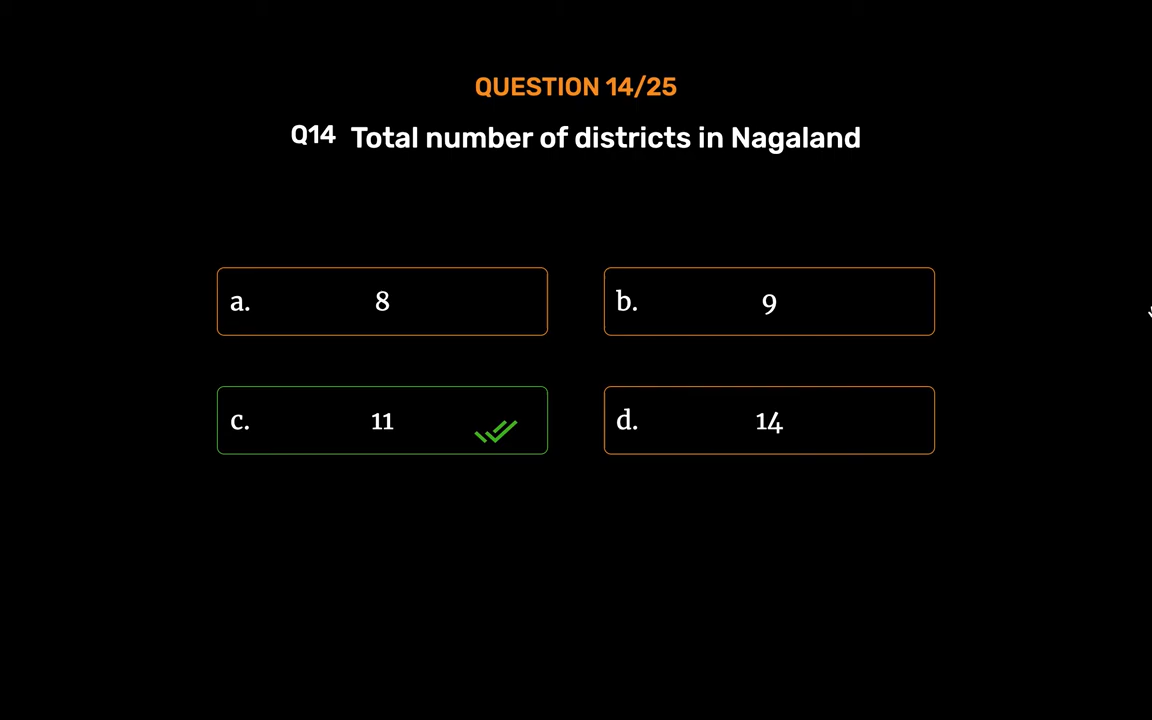 QUESTION 14/25
Q14 Total number of districts in Nagaland
a. 8
b. 9
c. 11
d. 14